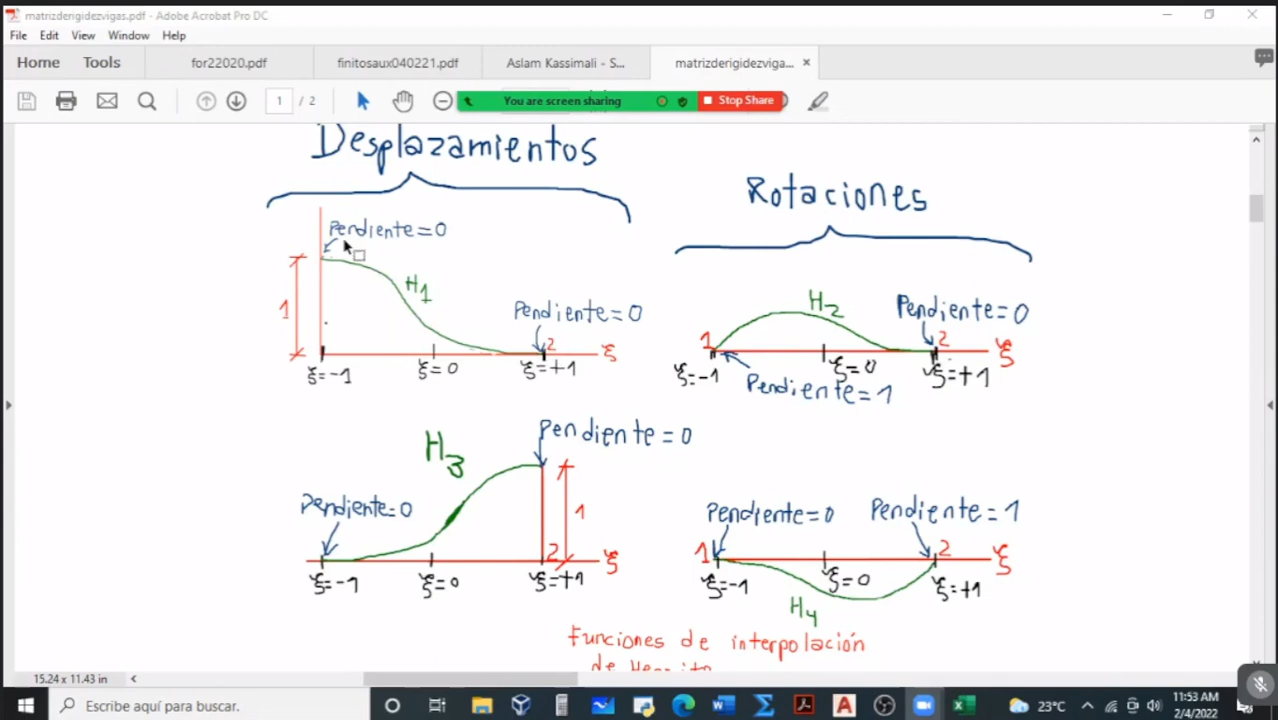 matrizderigidezvigas.pdf - Adobe Acrobat Pro DC
File Edit View Window Help
Home Tools for22020.pdf finitosaux040221.pdf Aslam Kassimali - S... matrizderigidezviga... ×
1 / 2 You are screen sharing Stop Share
Desplazamientos
Rotaciones
Pendiente=0
H1
1
Pendiente=0
2 ξ
ξ=-1 ξ=0 ξ=+1
H2
Pendiente=0
1 2 ξ
ξ=-1 ξ=0 ξ=+1
Pendiente=1
H3
Pendiente=0
Pendiente=0
1
2 ξ
ξ=-1 ξ=0 ξ=+1
Pendiente=0 Pendiente=1
1 2 ξ
ξ=-1 ξ=0 ξ=+1
H4
Funciones de interpolación
de
15.24 x 11.43 in
Escribe aquí para buscar.
23°C
11:53 AM
2/4/2022